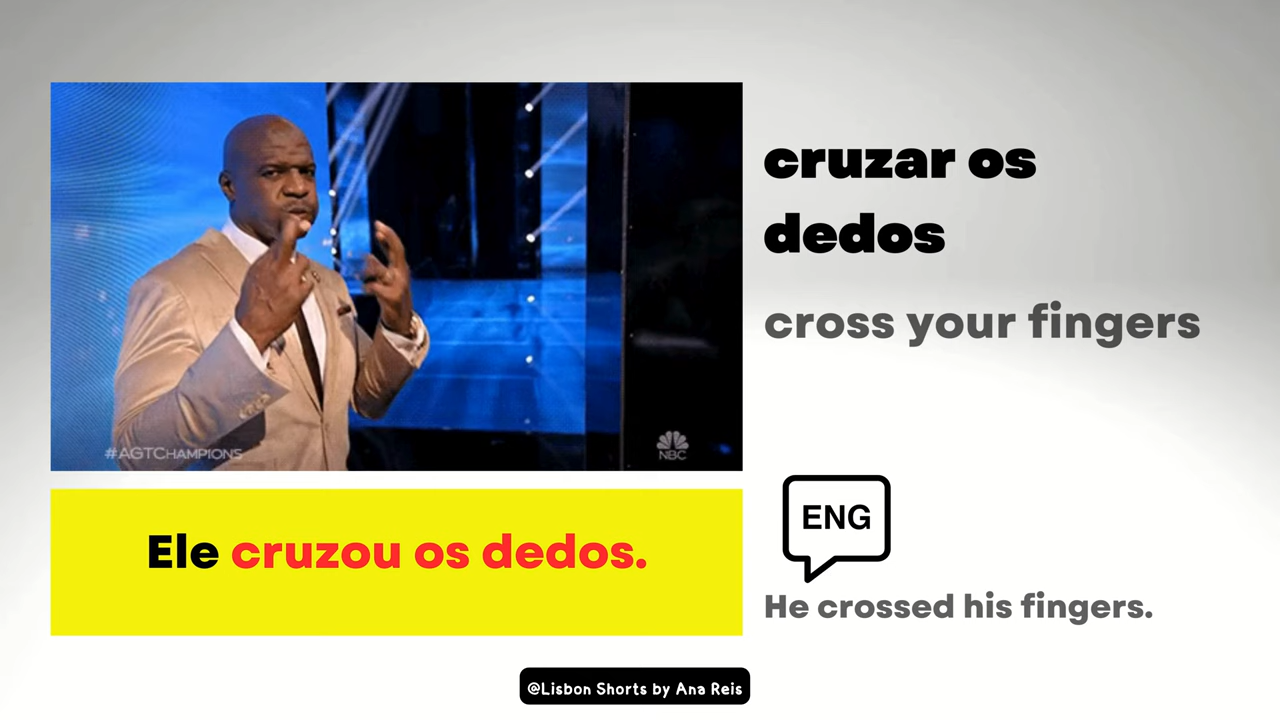 cruzar os
dedos
cross your fingers
#AGTCHAMPIONS
NBC
Ele cruzou os dedos.
ENG
He crossed his fingers.
@Lisbon Shorts by Ana Reis